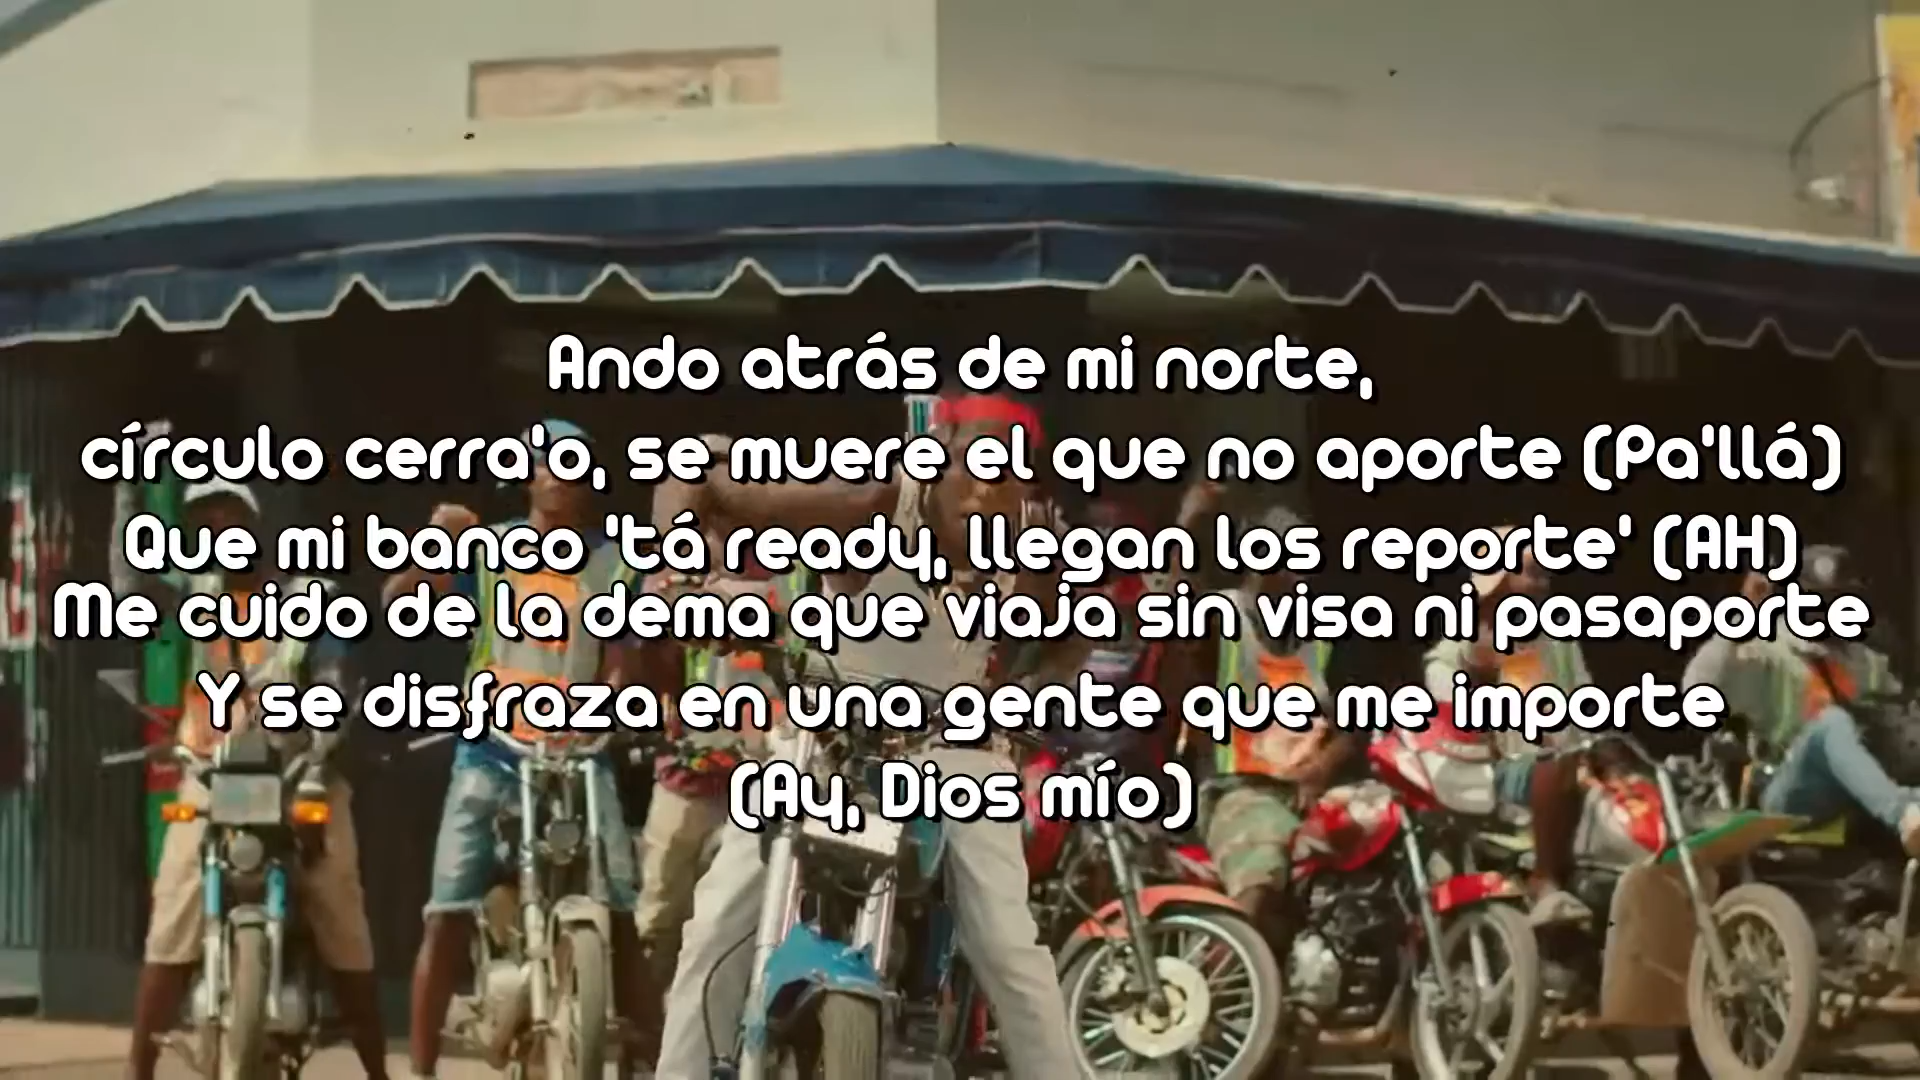 Ando atrás de mi norte,
círculo cerra'o, se muere el que no aporte (Pa'llá)
Que mi banco 'tá ready, llegan los reporte' (AH)
Me cuido de la dema que viaja sin visa ni pasaporte
Y se disfraza en una gente que me importe
(Ay, Dios mío)